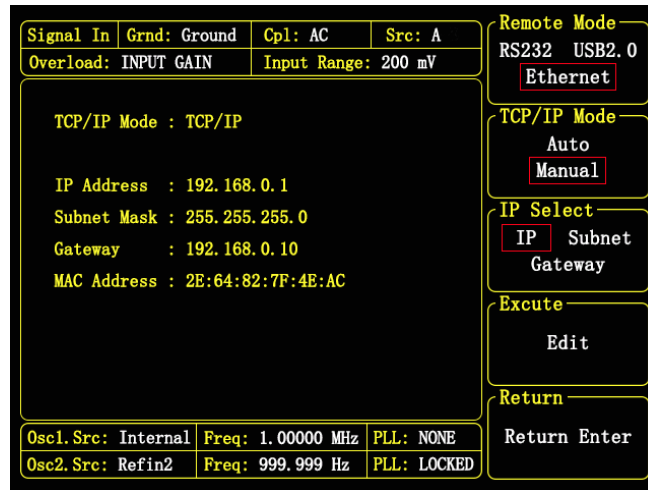 Signal In Grnd: Ground Cpl: AC Src: A
Overload: INPUT GAIN Input Range: 200 mV
TCP/IP Mode : TCP/IP
IP Address : 192.168.0.1
Subnet Mask : 255.255.255.0
Gateway : 192.168.0.10
MAC Address : 2E:64:82:7F:4E:AC
Osc1.Src: Internal Freq: 1.00000 MHz PLL: NONE
Osc2.Src: Refin2 Freq: 999.999 Hz PLL: LOCKED
Remote Mode
RS232 USB2.0
Ethernet
TCP/IP Mode
Auto
Manual
IP Select
IP Subnet
Gateway
Excute
Edit
Return
Return Enter